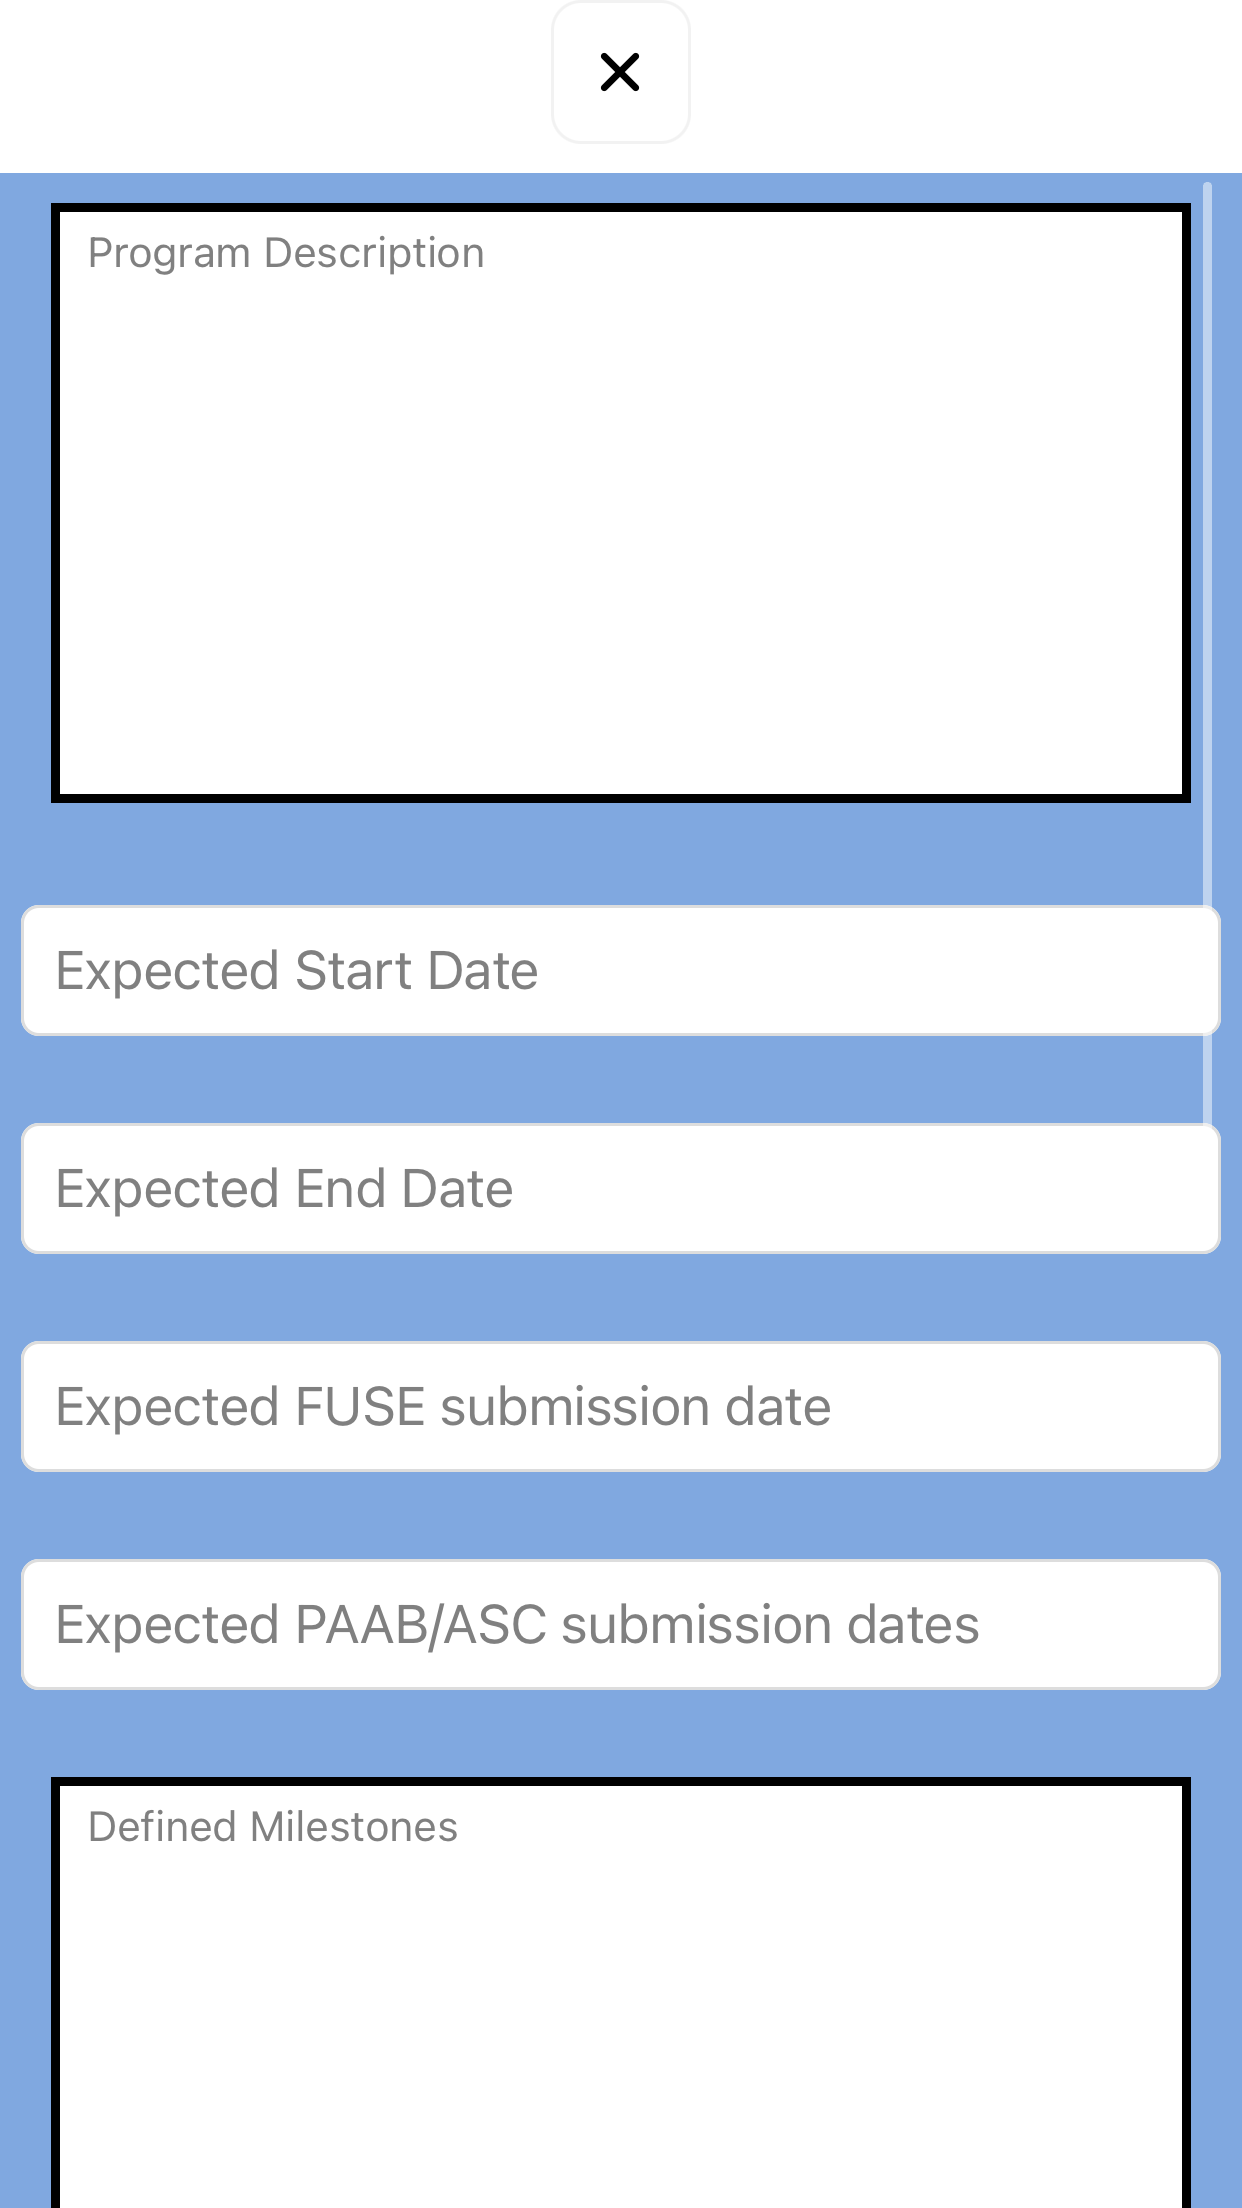 Program Description
Expected Start Date
Expected End Date
Expected FUSE submission date
Expected PAAB/ASC submission dates
Defined Milestones